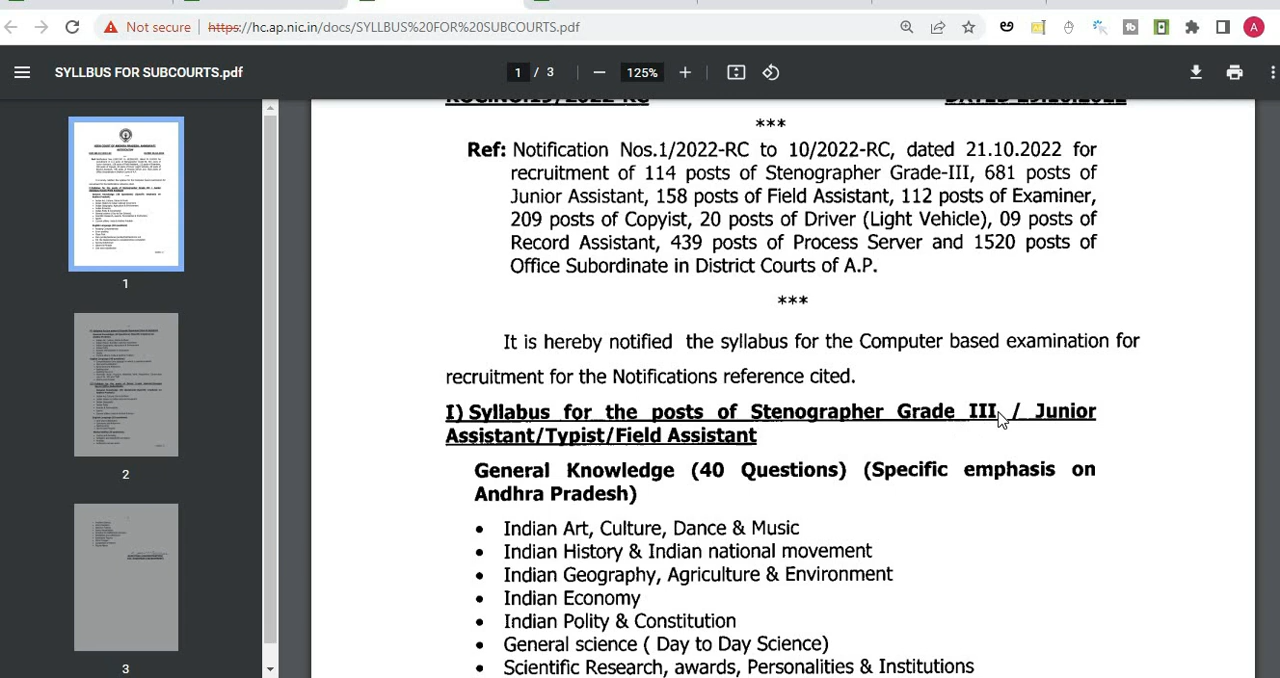 Not secure
https://hc.ap.nic.in/docs/SYLLBUS%20FOR%20SUBCOURTS.pdf
A
SYLLBUS FOR SUBCOURTS.pdf
1 / 3
125%
***
Ref: Notification Nos.1/2022-RC to 10/2022-RC, dated 21.10.2022 for
recruitment of 114 posts of Stenographer Grade-III, 681 posts of
Junior Assistant, 158 posts of Field Assistant, 112 posts of Examiner,
209 posts of Copyist, 20 posts of Driver (Light Vehicle), 09 posts of
Record Assistant, 439 posts of Process Server and 1520 posts of
Office Subordinate in District Courts of A.P.
***
It is hereby notified the syllabus for the Computer based examination for
recruitment for the Notifications reference cited.
I) Syllabus for the posts of Stenographer Grade III / Junior
Assistant/Typist/Field Assistant
General Knowledge (40 Questions) (Specific emphasis on
Andhra Pradesh)
• Indian Art, Culture, Dance & Music
• Indian History & Indian national movement
• Indian Geography, Agriculture & Environment
• Indian Economy
• Indian Polity & Constitution
• General science ( Day to Day Science)
• Scientific Research, awards, Personalities & Institutions
1
2
3